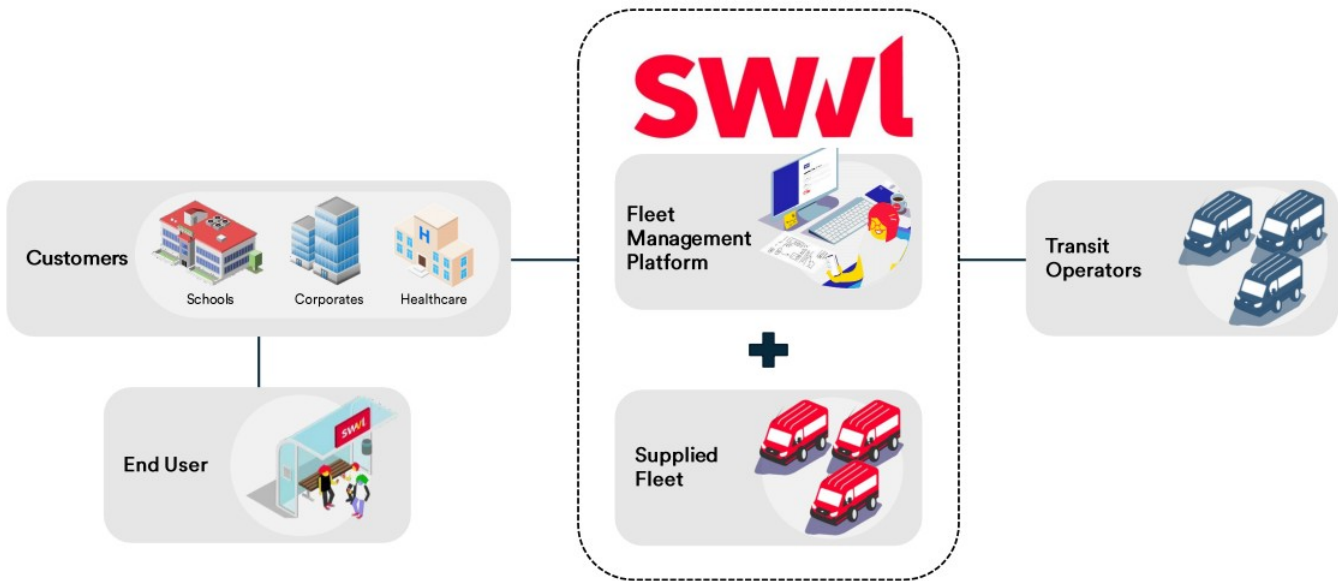 swvl
Fleet
Management
Platform
Customers
Schools
Corporates
Healthcare
H
Transit
Operators
End User
swvl
Supplied
Fleet